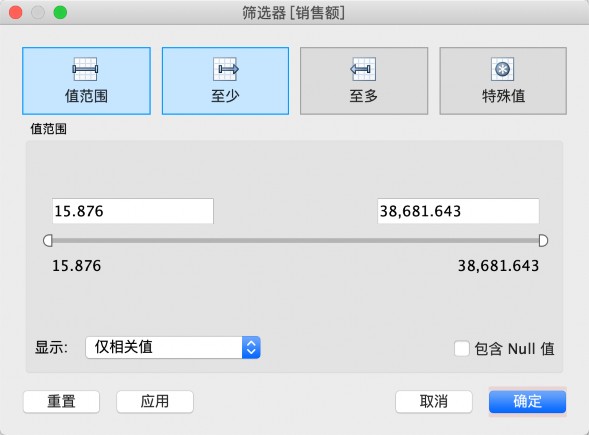 筛选器 [销售额]
值范围 至少 至多 特殊值
值范围
15.876 38,681.643
15.876 38,681.643
显示: 仅相关值 包含 Null 值
重置 应用 取消 确定